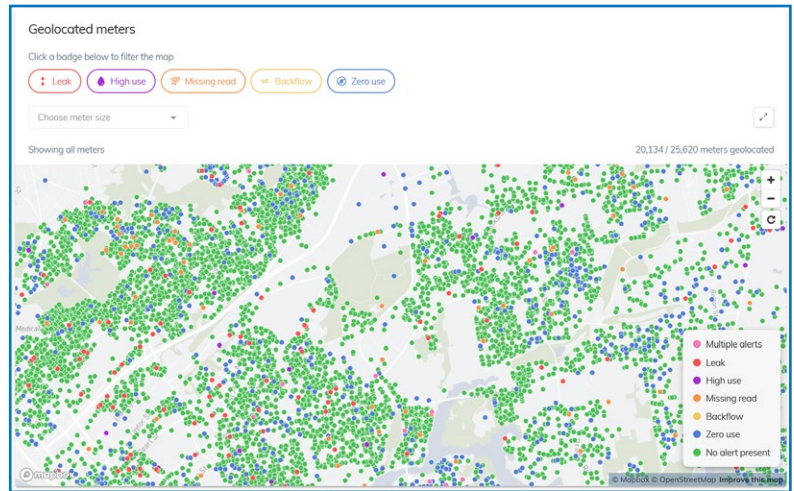 Geolocated meters
Click a badge below to filter the map
Leak
High use
Missing read
Backflow
Zero use
Choose meter size
Showing all meters
20,134 / 25,620 meters geolocated
+
−
Medical
Multiple alerts
Leak
High use
Missing read
Backflow
Zero use
No alert present
mapbox
© Mapbox © OpenStreetMap Improve this map